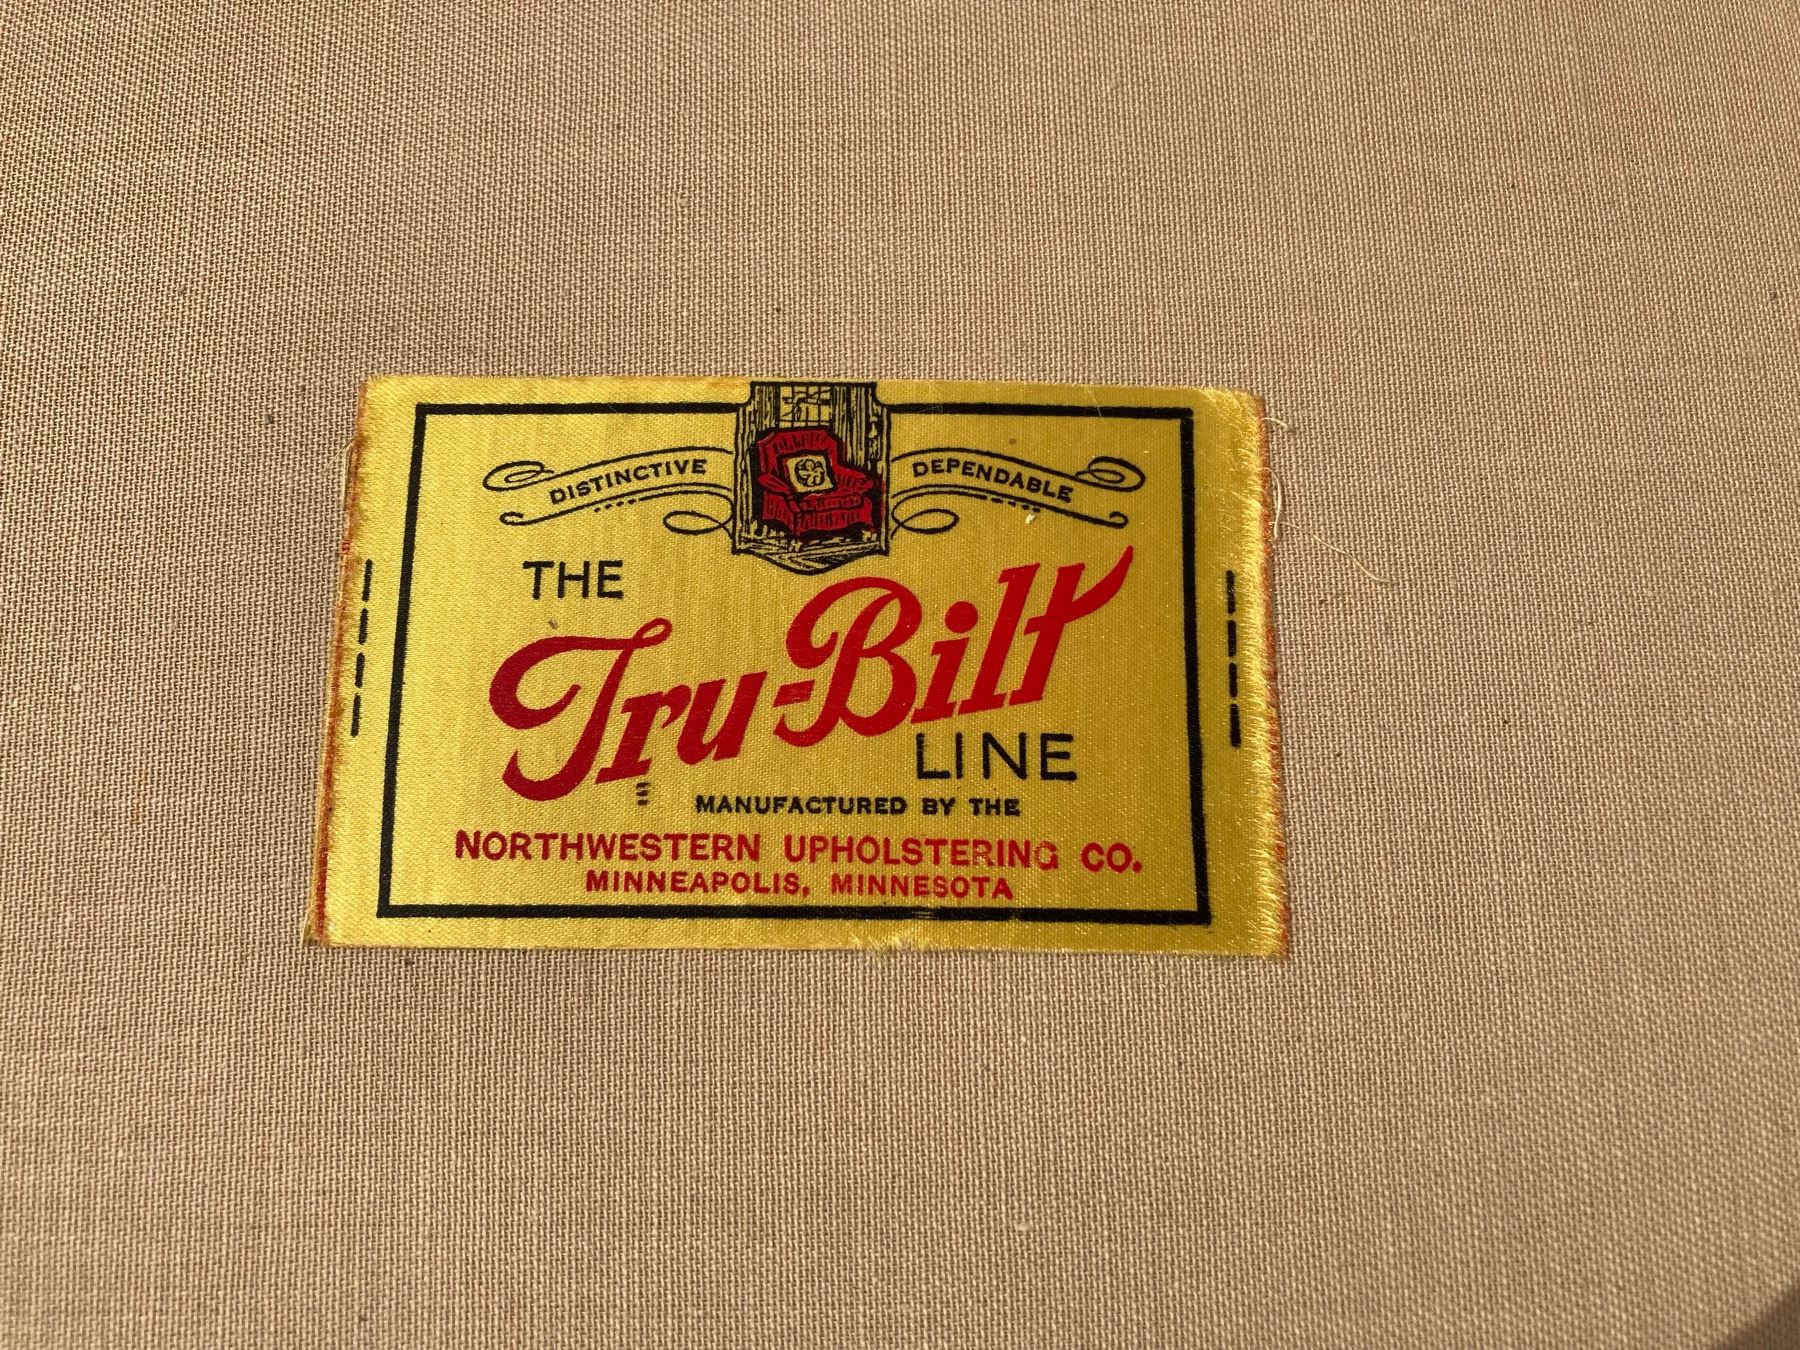 DISTINCTIVE DEPENDABLE
THE
Tru-Bilt
LINE
MANUFACTURED BY THE
NORTHWESTERN UPHOLSTERING CO.
MINNEAPOLIS, MINNESOTA